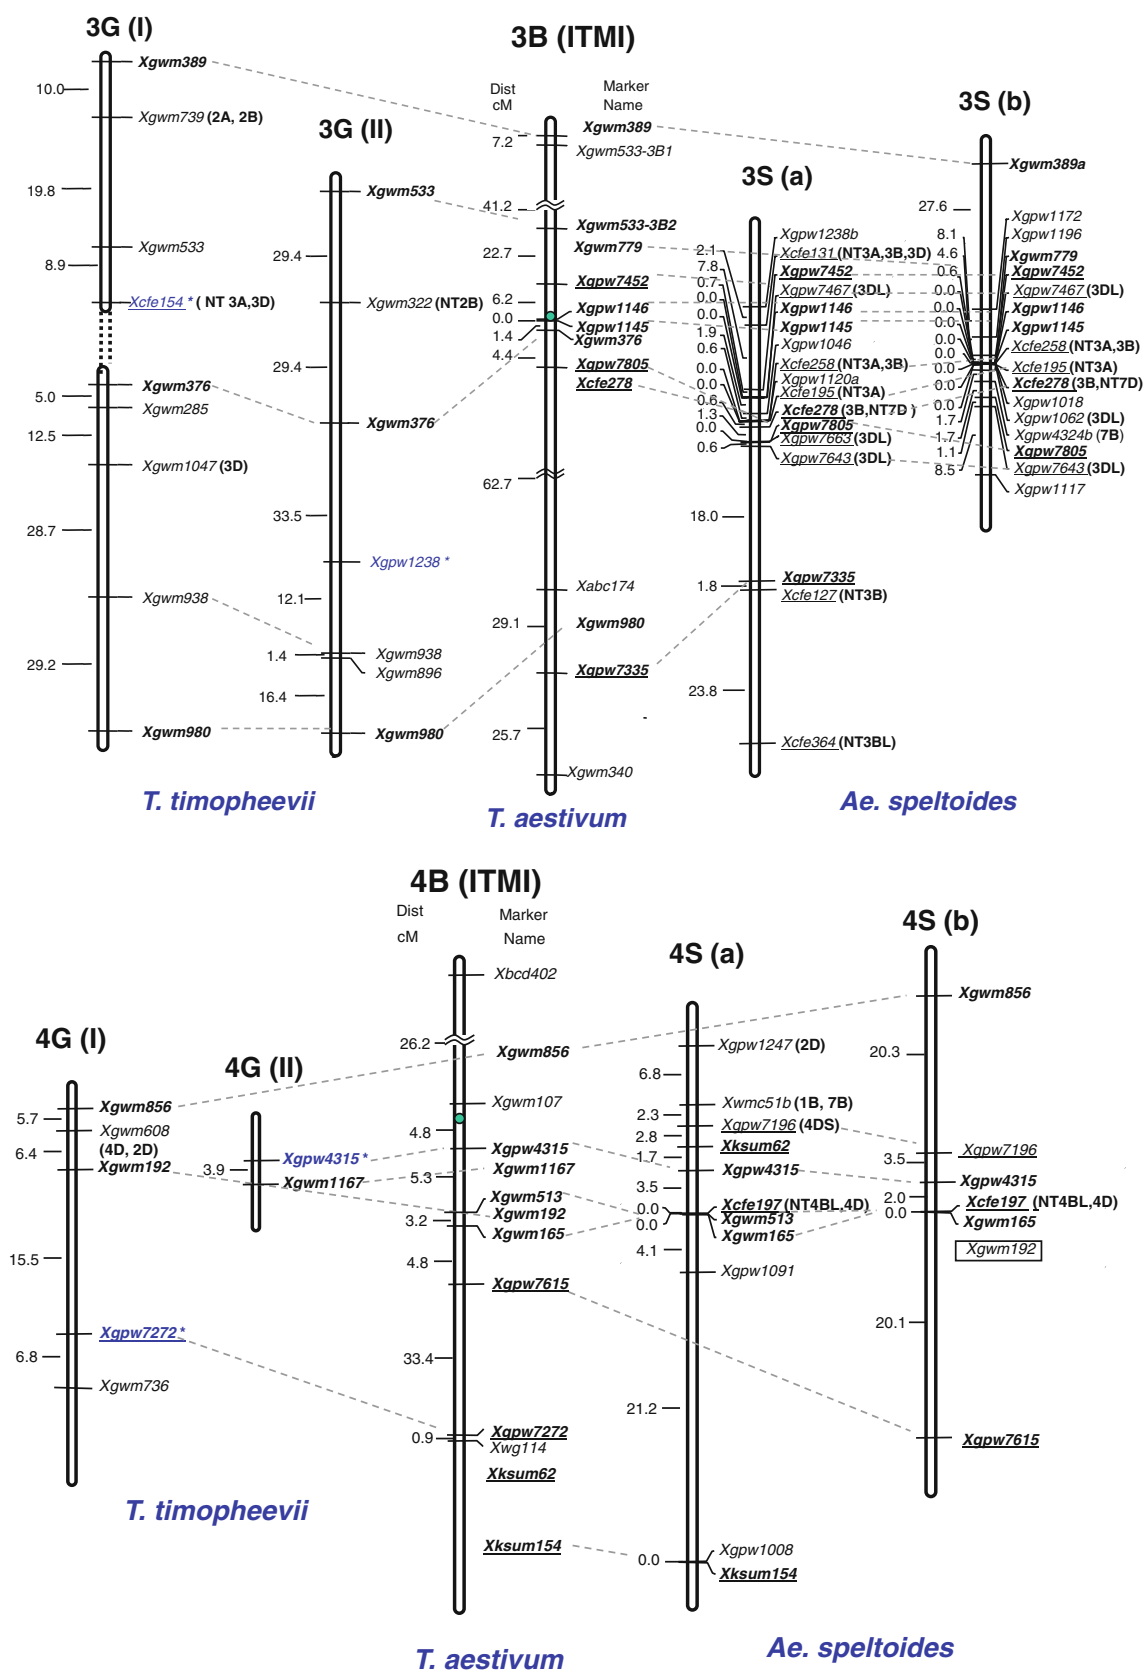 3G (I)
Xgwm389
10.0
Xgwm739 (2A, 2B)
19.8
Xgwm533
8.9
Xcfe154 * ( NT 3A,3D)
Xgwm376
5.0
Xgwm285
12.5
Xgwm1047 (3D)
28.7
Xgwm938
29.2
Xgwm980
3G (II)
Xgwm533
29.4
Xgwm322 (NT2B)
29.4
Xgwm376
33.5
Xgpw1238 *
12.1
1.4
Xgwm938
Xgwm896
16.4
Xgwm980
T. timopheevii
3B (ITMI)
Dist
cM
Marker
Name
Xgwm389
7.2
Xgwm533-3B1
41.2
Xgwm533-3B2
Xgwm779
22.7
Xgpw7452
6.2
Xgpw1146
0.0
Xgpw1145
1.4
Xgwm376
4.4
Xgpw7805
Xcfe278
62.7
Xabc174
29.1
Xgwm980
Xgpw7335
25.7
Xgwm340
T. aestivum
3S (a)
Xgpw1238b
2.1
Xcfe131 (NT3A,3B,3D)
7.8
Xgpw7452
0.7
Xgpw7467 (3DL)
0.0
Xgpw1146
0.0
Xgpw1145
1.9
Xgpw1046
0.6
Xcfe258 (NT3A,3B)
0.0
Xgpw1120a
0.0
Xcfe195 (NT3A)
0.6
Xcfe278 (3B,NT7D )
1.3
Xgpw7805
0.0
Xgpw7663 (3DL)
0.6
Xgpw7643 (3DL)
18.0
Xgpw7335
1.8
Xcfe127 (NT3B)
23.8
Xcfe364 (NT3BL)
3S (b)
Xgwm389a
27.6
Xgpw1172
8.1
Xgpw1196
4.6
Xgwm779
0.6
Xgpw7452
0.0
Xgpw7467 (3DL)
0.0
Xgpw1146
0.0
Xgpw1145
0.0
Xcfe258 (NT3A,3B)
0.0
Xcfe195 (NT3A)
0.0
Xcfe278 (3B,NT7D)
0.0
Xgpw1018
1.7
Xgpw1062 (3DL)
1.7
Xgpw4324b (7B)
1.1
Xgpw7805
8.5
Xgpw7643 (3DL)
Xgpw1117
Ae. speltoides
4G (I)
Xgwm856
5.7
Xgwm608
(4D, 2D)
6.4
Xgwm192
15.5
Xgpw7272 *
6.8
Xgwm736
4G (II)
Xgpw4315 *
3.9
Xgwm1167
T. timopheevii
4B (ITMI)
Dist
cM
Marker
Name
Xbcd402
26.2
Xgwm856
Xgwm107
4.8
Xgpw4315
5.3
Xgwm1167
Xgwm513
3.2
Xgwm192
Xgwm165
4.8
Xgpw7615
33.4
Xgpw7272
0.9
Xwg114
Xksum62
Xksum154
T. aestivum
4S (a)
Xgpw1247 (2D)
6.8
Xwmc51b (1B, 7B)
2.3
Xgpw7196 (4DS)
2.8
Xksum62
1.7
Xgpw4315
3.5
Xcfe197 (NT4BL,4D)
0.0
Xgwm513
0.0
Xgwm165
4.1
Xgpw1091
21.2
Xgpw1008
0.0
Xksum154
4S (b)
Xgwm856
20.3
Xgpw7196
3.5
Xgpw4315
2.0
Xcfe197 (NT4BL,4D)
0.0
Xgwm165
Xgwm192
20.1
Xgpw7615
Ae. speltoides